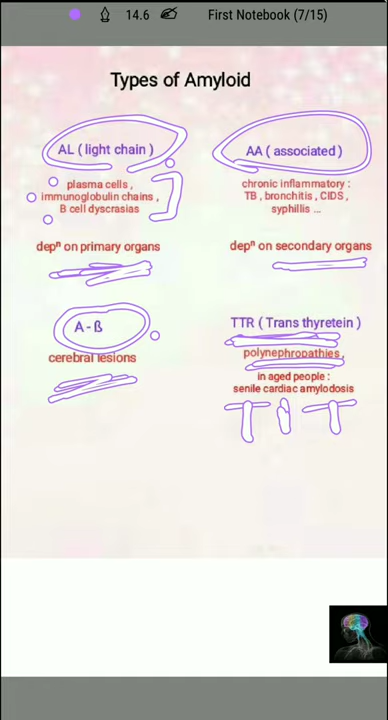 14.6
First Notebook (7/15)
Types of Amyloid
AL ( light chain )
plasma cells ,
immunoglobulin chains ,
B cell dyscrasias
depⁿ on primary organs
AA ( associated )
chronic inflammatory :
TB , bronchitis , CIDS ,
syphillis ...
depⁿ on secondary organs
A - ß
cerebral lesions
TTR ( Trans thyretein )
polynephropathies ,
in aged people :
senile cardiac amylodosis
T I T